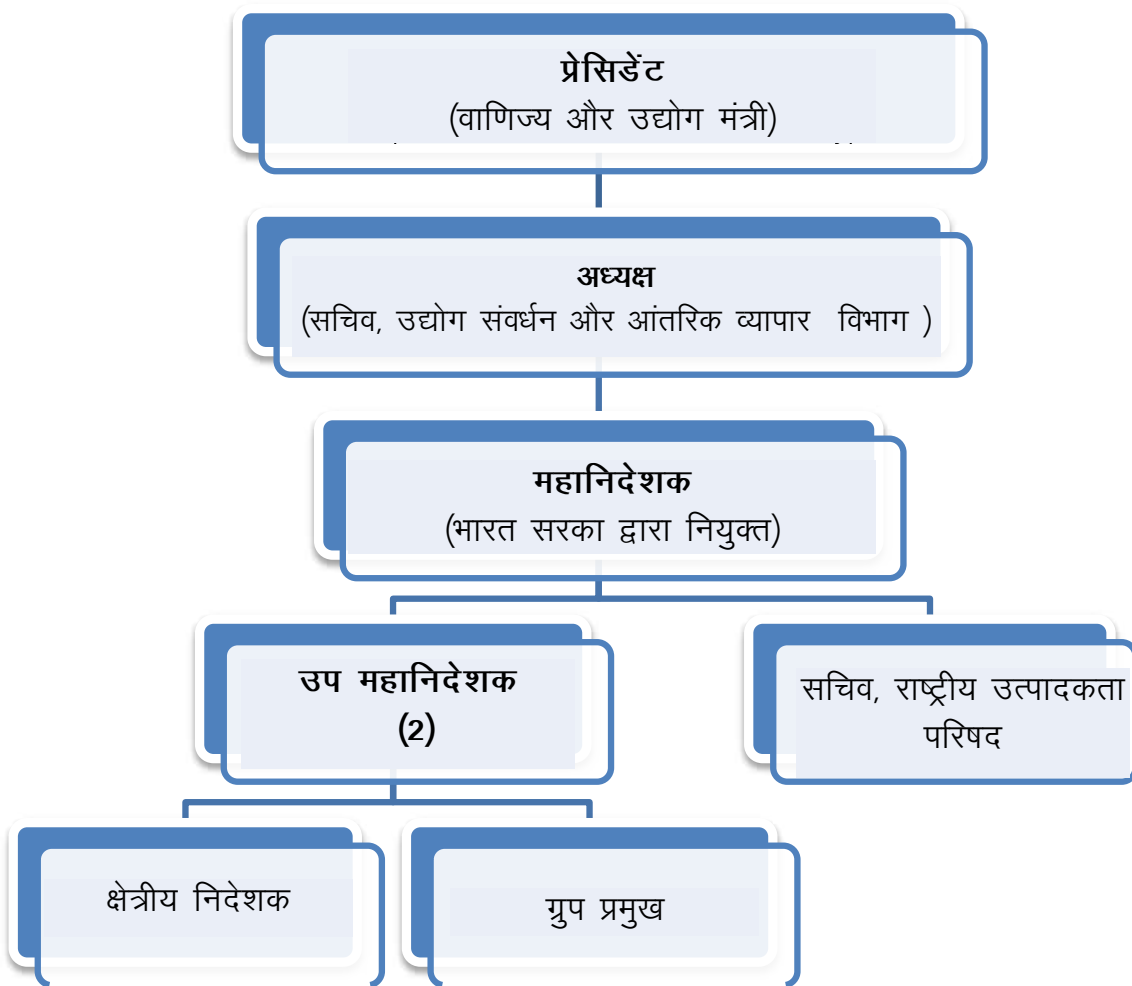 प्रेसिडेंट
(वाणिज्य और उद्योग मंत्री)
अध्यक्ष
(सचिव, उद्योग संवर्धन और आंतरिक व्यापार विभाग )
महानिदेशक
(भारत सरका द्वारा नियुक्त)
उप महानिदेशक
(2)
सचिव, राष्ट्रीय उत्पादकता
परिषद
क्षेत्रीय निदेशक
ग्रुप प्रमुख